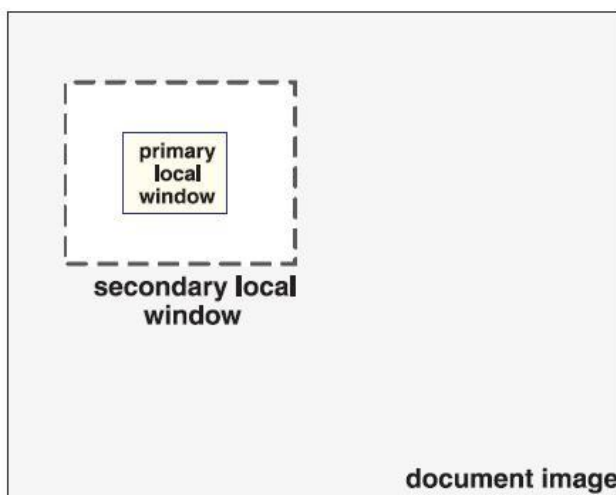 primary
local
window
secondary local
window
document image